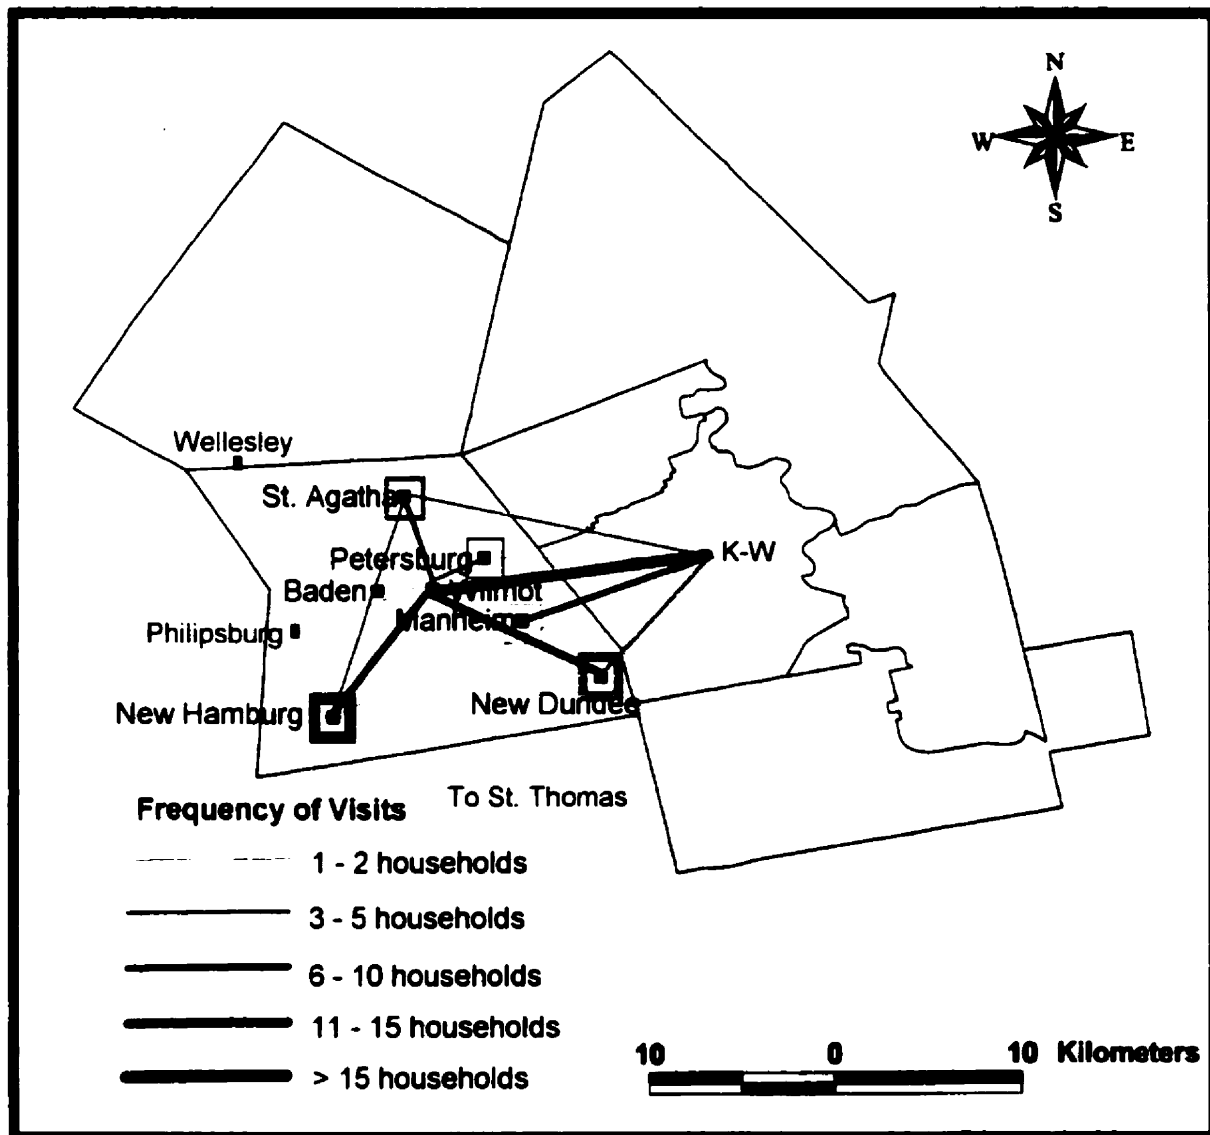 N
W E
S
Wellesley
St. Agatha
Petersburg
K-W
Baden
Wilmot
Manheim
Philipsburg
New Dundee
New Hamburg
To St. Thomas
Frequency of Visits
1 - 2 households
3 - 5 households
6 - 10 households
11 - 15 households
> 15 households
10 0 10 Kilometers